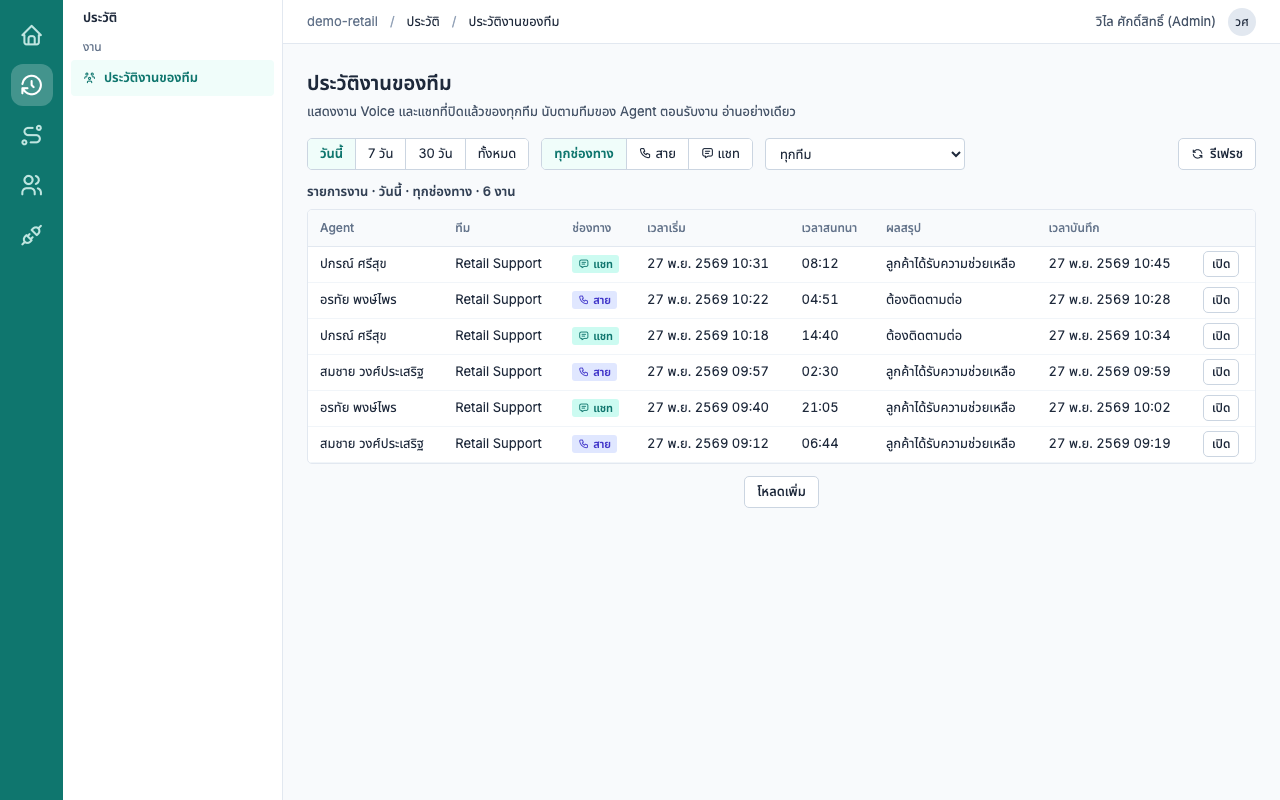 ประวัติ
งาน
ประวัติงานของทีม
demo-retail / ประวัติ / ประวัติงานของทีม
วิไล ศักดิ์สิทธิ์ (Admin) วศ
ประวัติงานของทีม
แสดงงาน Voice และแชทที่ปิดแล้วของทุกทีม นับตามทีมของ Agent ตอนรับงาน อ่านอย่างเดียว
วันนี้ 7 วัน 30 วัน ทั้งหมด ทุกช่องทาง สาย แชท ทุกทีม รีเฟรช
รายการงาน · วันนี้ · ทุกช่องทาง · 6 งาน
Agent ทีม ช่องทาง เวลาเริ่ม เวลาสนทนา ผลสรุป เวลาบันทึก
ปกรณ์ ศรีสุข Retail Support แชท 27 พ.ย. 2569 10:31 08:12 ลูกค้าได้รับความช่วยเหลือ 27 พ.ย. 2569 10:45 เปิด
อรทัย พงษ์ไพร Retail Support สาย 27 พ.ย. 2569 10:22 04:51 ต้องติดตามต่อ 27 พ.ย. 2569 10:28 เปิด
ปกรณ์ ศรีสุข Retail Support แชท 27 พ.ย. 2569 10:18 14:40 ต้องติดตามต่อ 27 พ.ย. 2569 10:34 เปิด
สมชาย วงศ์ประเสริฐ Retail Support สาย 27 พ.ย. 2569 09:57 02:30 ลูกค้าได้รับความช่วยเหลือ 27 พ.ย. 2569 09:59 เปิด
อรทัย พงษ์ไพร Retail Support แชท 27 พ.ย. 2569 09:40 21:05 ลูกค้าได้รับความช่วยเหลือ 27 พ.ย. 2569 10:02 เปิด
สมชาย วงศ์ประเสริฐ Retail Support สาย 27 พ.ย. 2569 09:12 06:44 ลูกค้าได้รับความช่วยเหลือ 27 พ.ย. 2569 09:19 เปิด
โหลดเพิ่ม